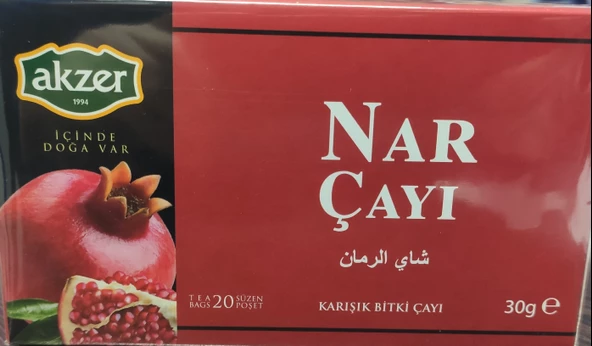 akzer
1994
İÇİNDE
DOĞA VAR
NAR
ÇAYI
شاي الرمان
TEA BAGS 20 SÜZEN POŞET
KARIŞIK BİTKİ ÇAYI
30g ℮